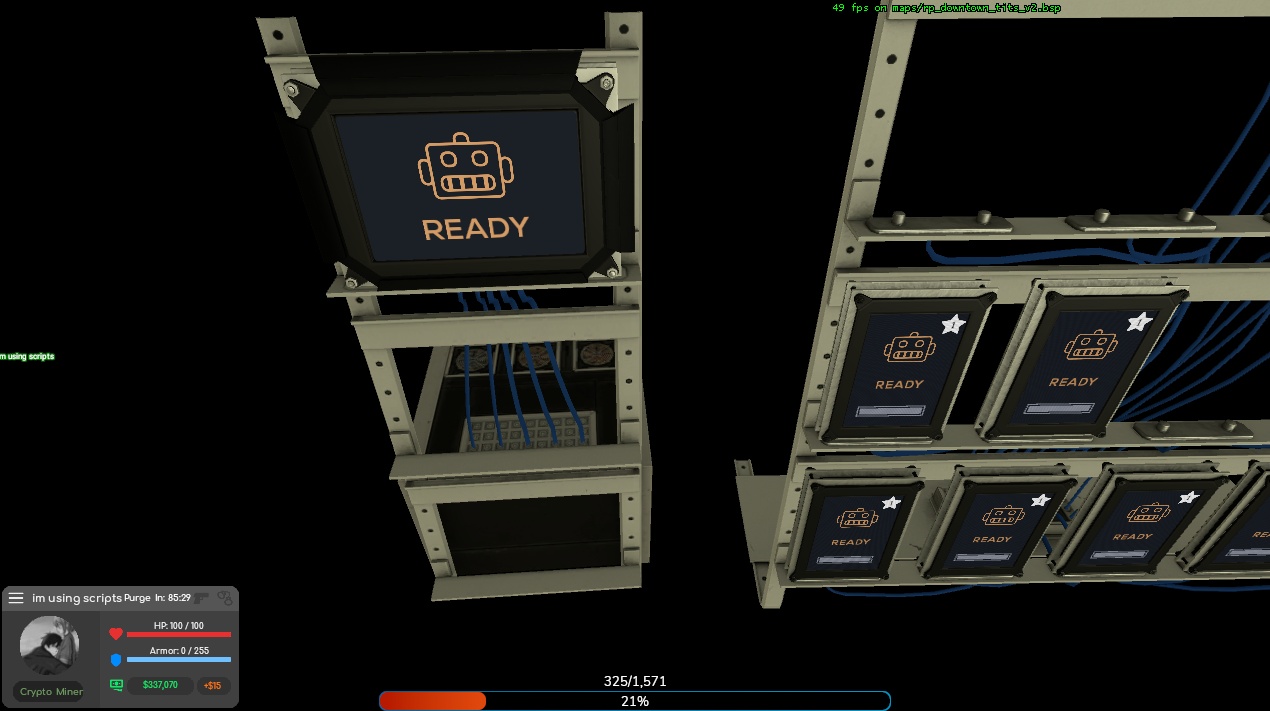 49 fps on maps/rp_downtown_tits_v2.bsp
READY
READY
READY
m using scripts
READY
READY
READY
im using scripts Purge In: 85:29
HP: 100 / 100
Armor: 0 / 255
$337,070 +$15
Crypto Miner
325/1,571
21%